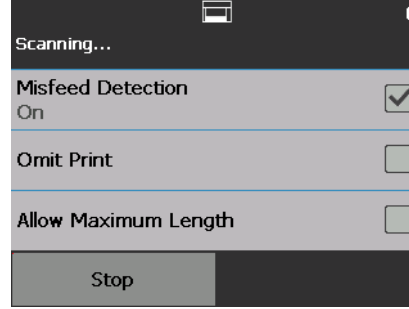 Scanning...
Misfeed Detection
On
Omit Print
Allow Maximum Length
Stop